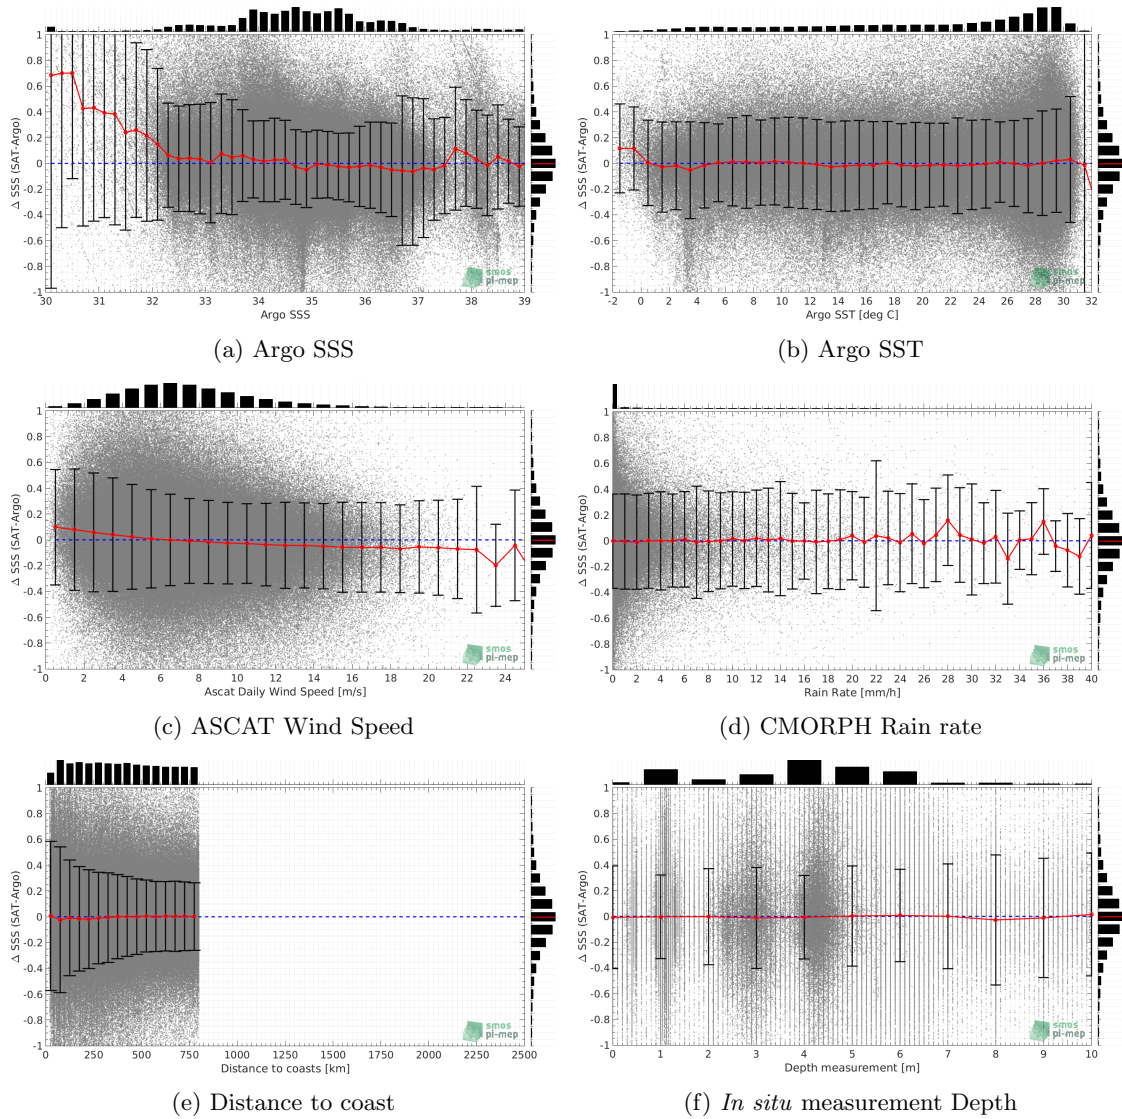 Δ SSS (SAT-Argo)
1
0.8
0.6
0.4
0.2
0
-0.2
-0.4
-0.6
-0.8
-1
30 31 32 33 34 35 36 37 38 39
Argo SSS
smos
pi-mep
(a) Argo SSS
Δ SSS (SAT-Argo)
1
0.8
0.6
0.4
0.2
0
-0.2
-0.4
-0.6
-0.8
-1
-2 0 2 4 6 8 10 12 14 16 18 20 22 24 26 28 30 32
Argo SST [deg C]
smos
pi-mep
(b) Argo SST
Δ SSS (SAT-Argo)
1
0.8
0.6
0.4
0.2
0
-0.2
-0.4
-0.6
-0.8
-1
0 2 4 6 8 10 12 14 16 18 20 22 24
Ascat Daily Wind Speed [m/s]
smos
pi-mep
(c) ASCAT Wind Speed
Δ SSS (SAT-Argo)
1
0.8
0.6
0.4
0.2
0
-0.2
-0.4
-0.6
-0.8
-1
0 2 4 6 8 10 12 14 16 18 20 22 24 26 28 30 32 34 36 38 40
Rain Rate [mm/h]
smos
pi-mep
(d) CMORPH Rain rate
Δ SSS (SAT-Argo)
1
0.8
0.6
0.4
0.2
0
-0.2
-0.4
-0.6
-0.8
-1
0 250 500 750 1000 1250 1500 1750 2000 2250 2500
Distance to coasts [km]
smos
pi-mep
(e) Distance to coast
Δ SSS (SAT-Argo)
1
0.8
0.6
0.4
0.2
0
-0.2
-0.4
-0.6
-0.8
-1
0 1 2 3 4 5 6 7 8 9 10
Depth measurement [m]
smos
pi-mep
(f) In situ measurement Depth